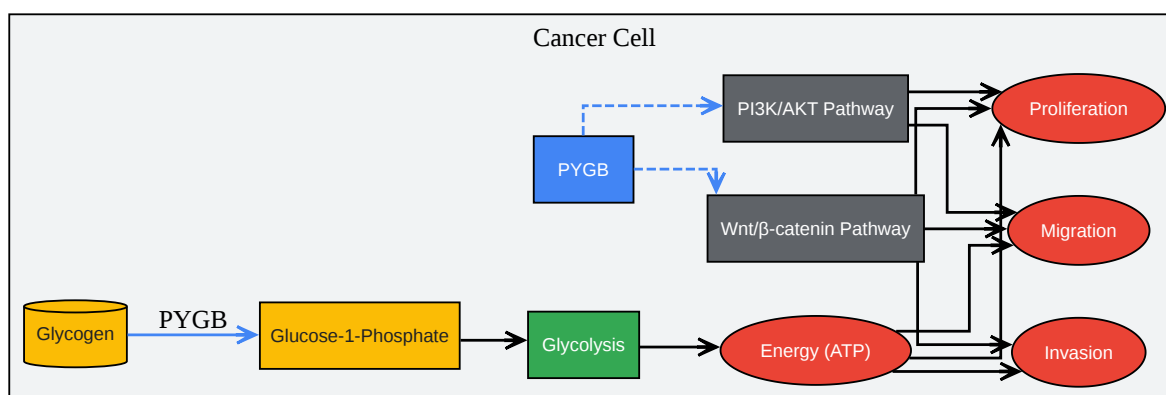 Cancer Cell
PI3K/AKT Pathway
Proliferation
PYGB
Wnt/β-catenin Pathway
Migration
Glycogen
PYGB
Glucose-1-Phosphate
Glycolysis
Energy (ATP)
Invasion